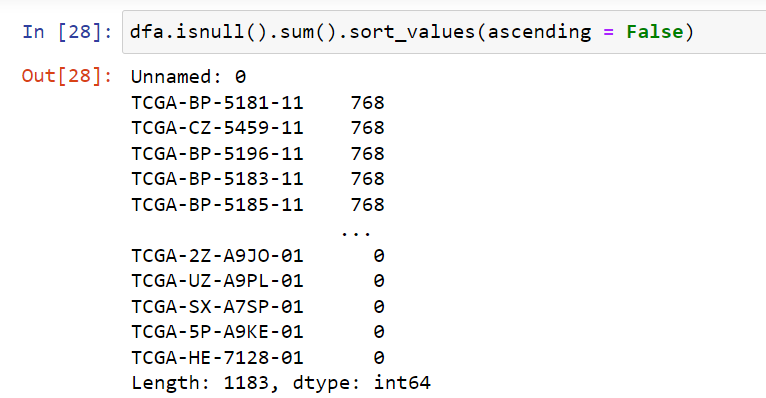 In [28]: dfa.isnull().sum().sort_values(ascending = False)
Out[28]: Unnamed: 0
TCGA-BP-5181-11    768
TCGA-CZ-5459-11    768
TCGA-BP-5196-11    768
TCGA-BP-5183-11    768
TCGA-BP-5185-11    768
...
TCGA-2Z-A9JO-01      0
TCGA-UZ-A9PL-01      0
TCGA-SX-A7SP-01      0
TCGA-5P-A9KE-01      0
TCGA-HE-7128-01      0
Length: 1183, dtype: int64